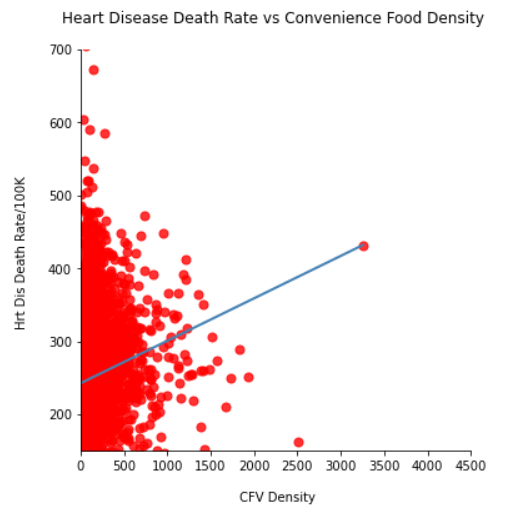 Heart Disease Death Rate vs Convenience Food Density
Hrt Dis Death Rate/100K
700
600
500
400
300
200
0 500 1000 1500 2000 2500 3000 3500 4000 4500
CFV Density